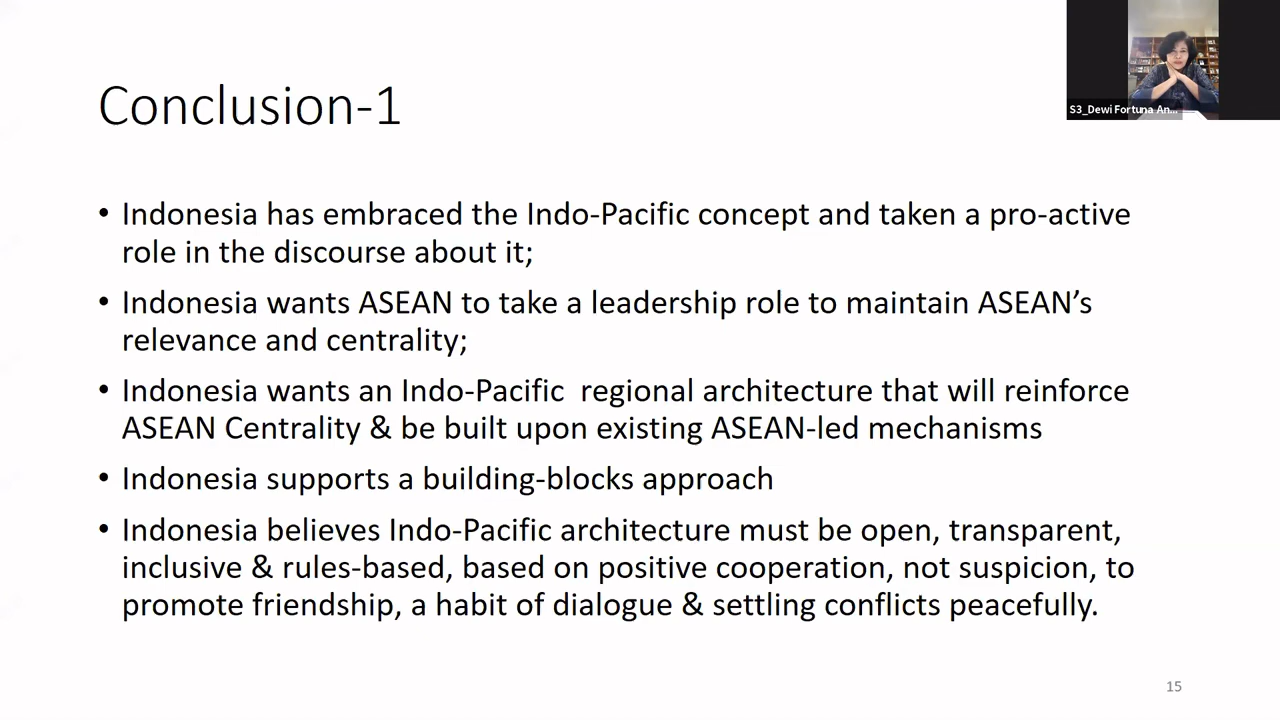 S3_Dewi Fortuna An...
Conclusion-1
• Indonesia has embraced the Indo-Pacific concept and taken a pro-active
role in the discourse about it;
• Indonesia wants ASEAN to take a leadership role to maintain ASEAN’s
relevance and centrality;
• Indonesia wants an Indo-Pacific  regional architecture that will reinforce
ASEAN Centrality & be built upon existing ASEAN-led mechanisms
• Indonesia supports a building-blocks approach
• Indonesia believes Indo-Pacific architecture must be open, transparent,
inclusive & rules-based, based on positive cooperation, not suspicion, to
promote friendship, a habit of dialogue & settling conflicts peacefully.
15